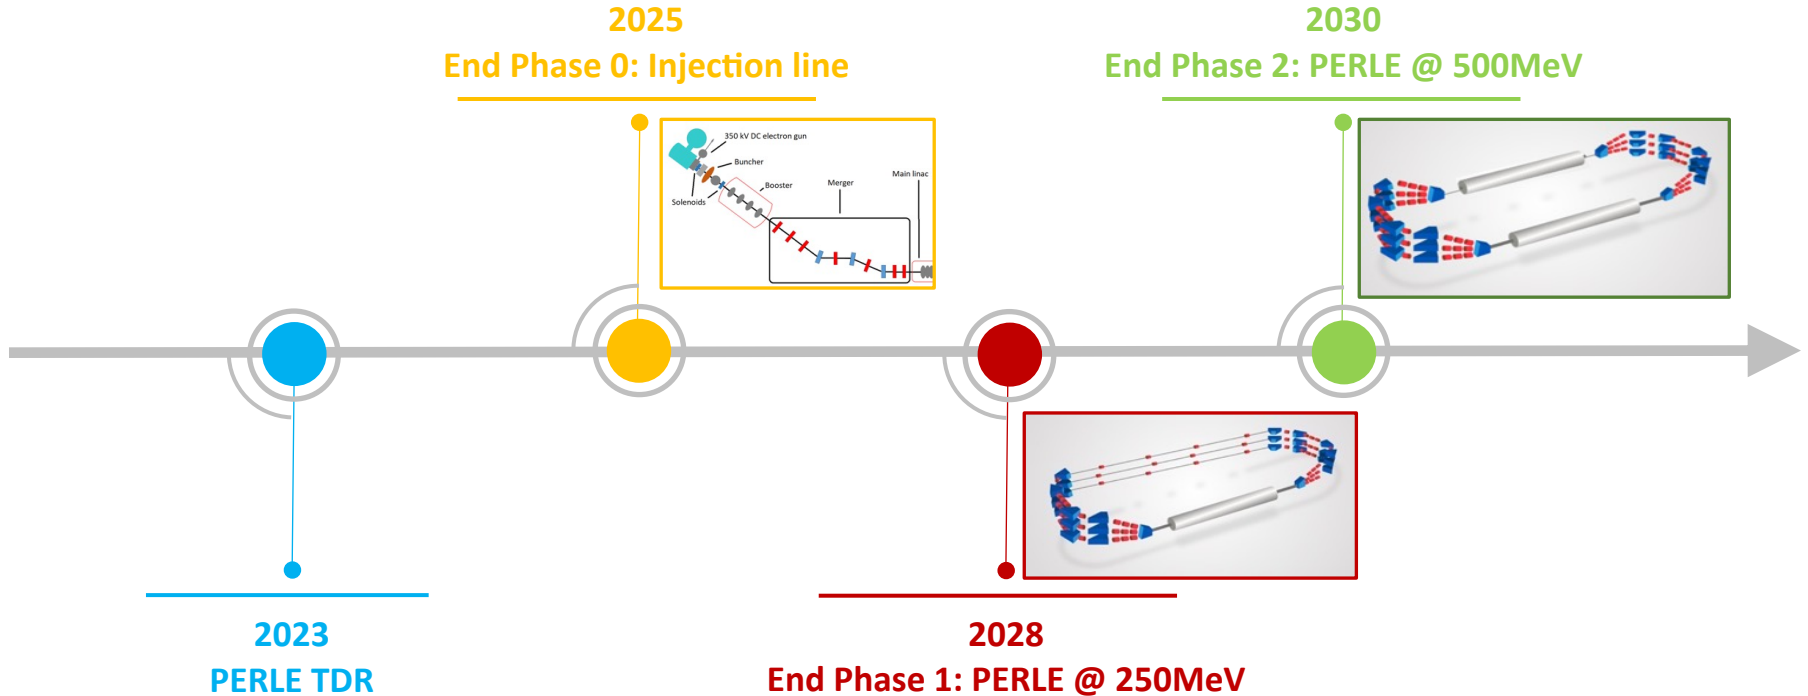 2025
End Phase 0: Injection line
2030
End Phase 2: PERLE @ 500MeV
350 kV DC electron gun
Buncher
Booster
Solenoids
Merger
Main linac
2023
PERLE TDR
2028
End Phase 1: PERLE @ 250MeV